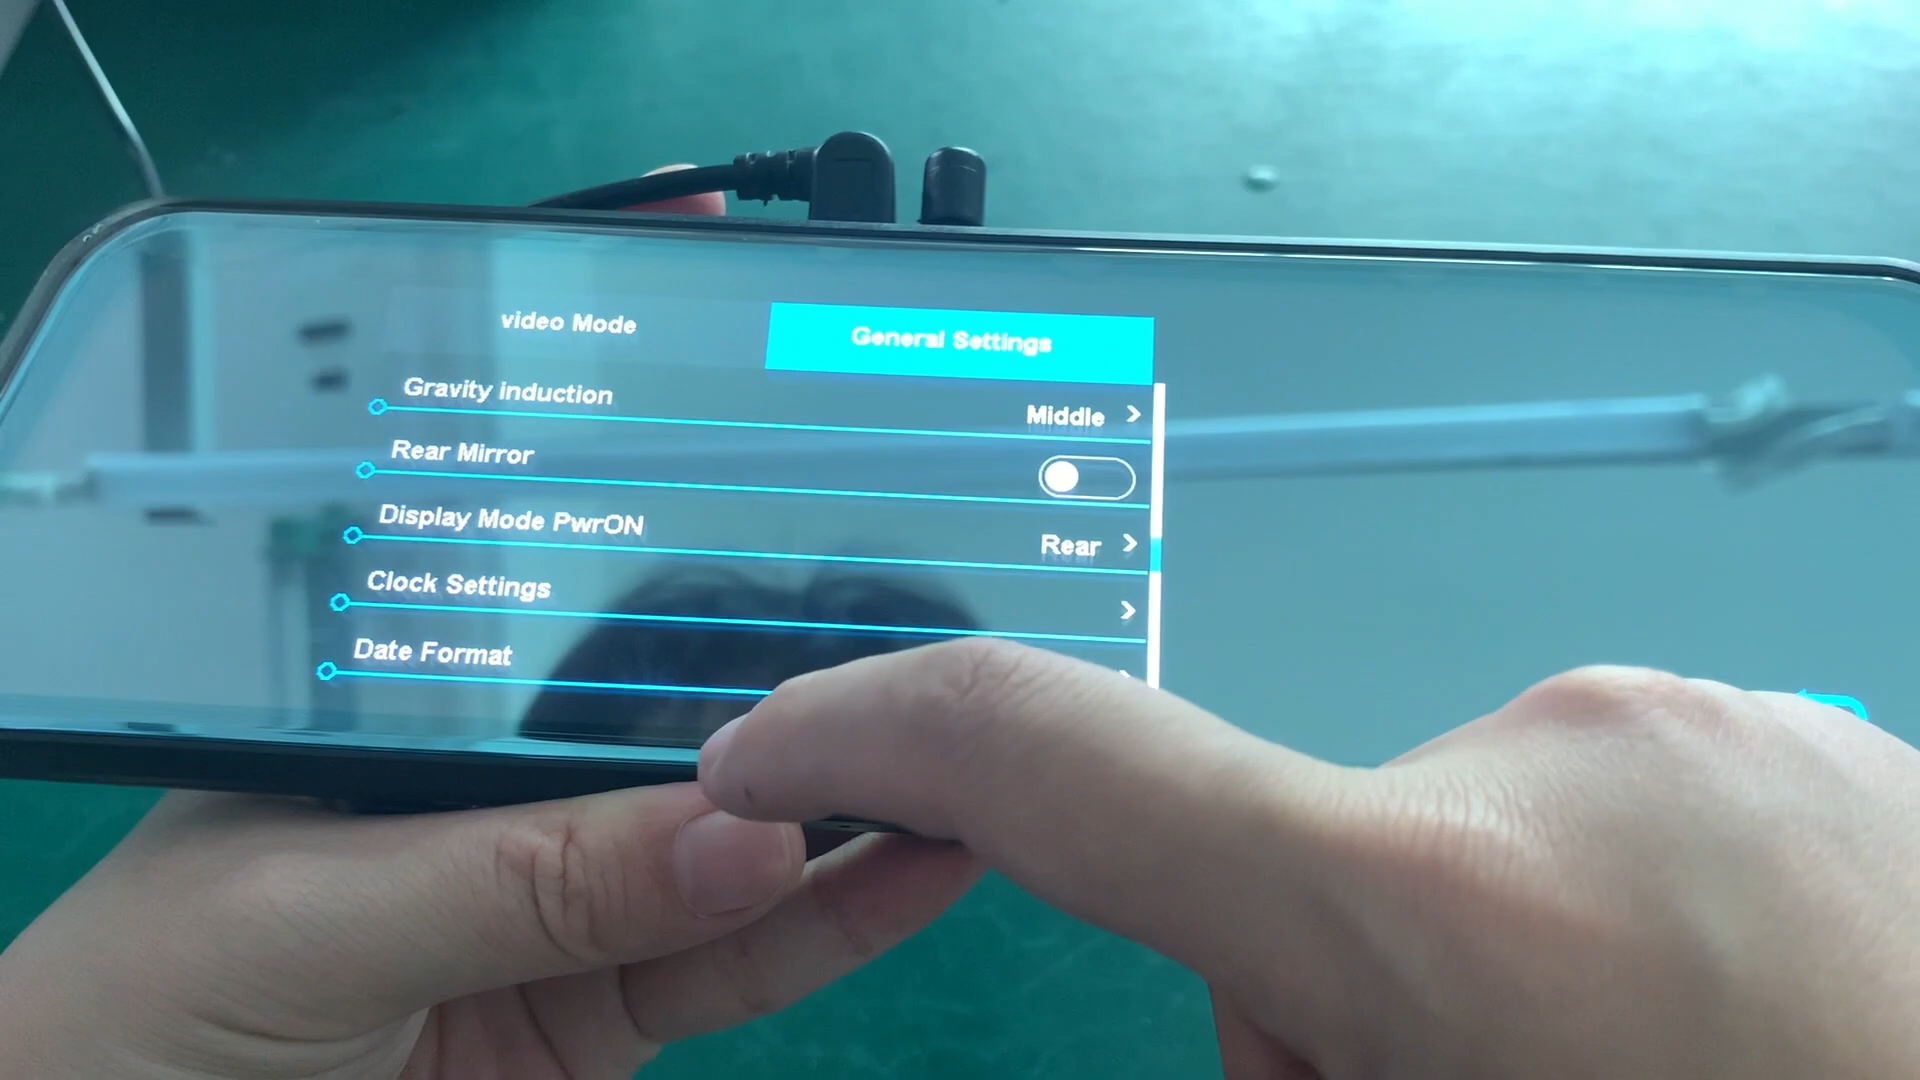 video Mode
General Settings
Gravity induction
Middle >
Rear Mirror
Display Mode PwrON
Rear >
Clock Settings
>
Date Format